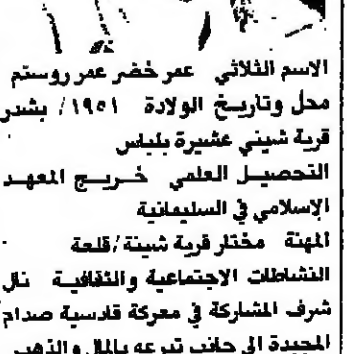 الاسم الثلاثي عمر خضر عمر روستم
محل وتاريخ الولادة ١٩٥١/ بشدر
قرية شيني عشيرة بلباس
التحصيل العلمي خريج المعهد
الإسلامي في السليمانية
المهنة مختار قرية شينة/قلعة
النشاطات الاجتماعية والثقافية نال
شرف المشاركة في معركة قادسية صدام
المجيدة الى جانب تبرعه بالمال والذهب